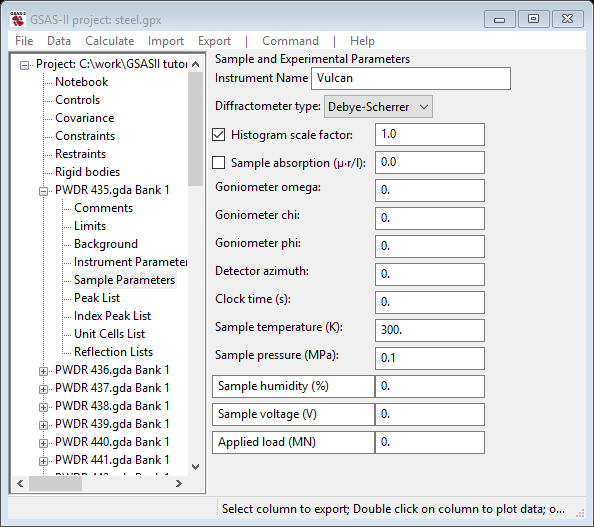 GSAS-II project: steel.gpx
File Data Calculate Import Export | Command | Help
Project: C:\work\GSASII tutor
Notebook
Controls
Covariance
Constraints
Restraints
Rigid bodies
PWDR 435.gda Bank 1
Comments
Limits
Background
Instrument Parameter
Sample Parameters
Peak List
Index Peak List
Unit Cells List
Reflection Lists
PWDR 436.gda Bank 1
PWDR 437.gda Bank 1
PWDR 438.gda Bank 1
PWDR 439.gda Bank 1
PWDR 440.gda Bank 1
PWDR 441.gda Bank 1
Sample and Experimental Parameters
Instrument Name Vulcan
Diffractometer type: Debye-Scherrer
Histogram scale factor: 1.0
Sample absorption (μ·r/l): 0.0
Goniometer omega: 0.
Goniometer chi: 0.
Goniometer phi: 0.
Detector azimuth: 0.
Clock time (s): 0.
Sample temperature (K): 300.
Sample pressure (MPa): 0.1
Sample humidity (%) 0.
Sample voltage (V) 0.
Applied load (MN) 0.
Select column to export; Double click on column to plot data; o...